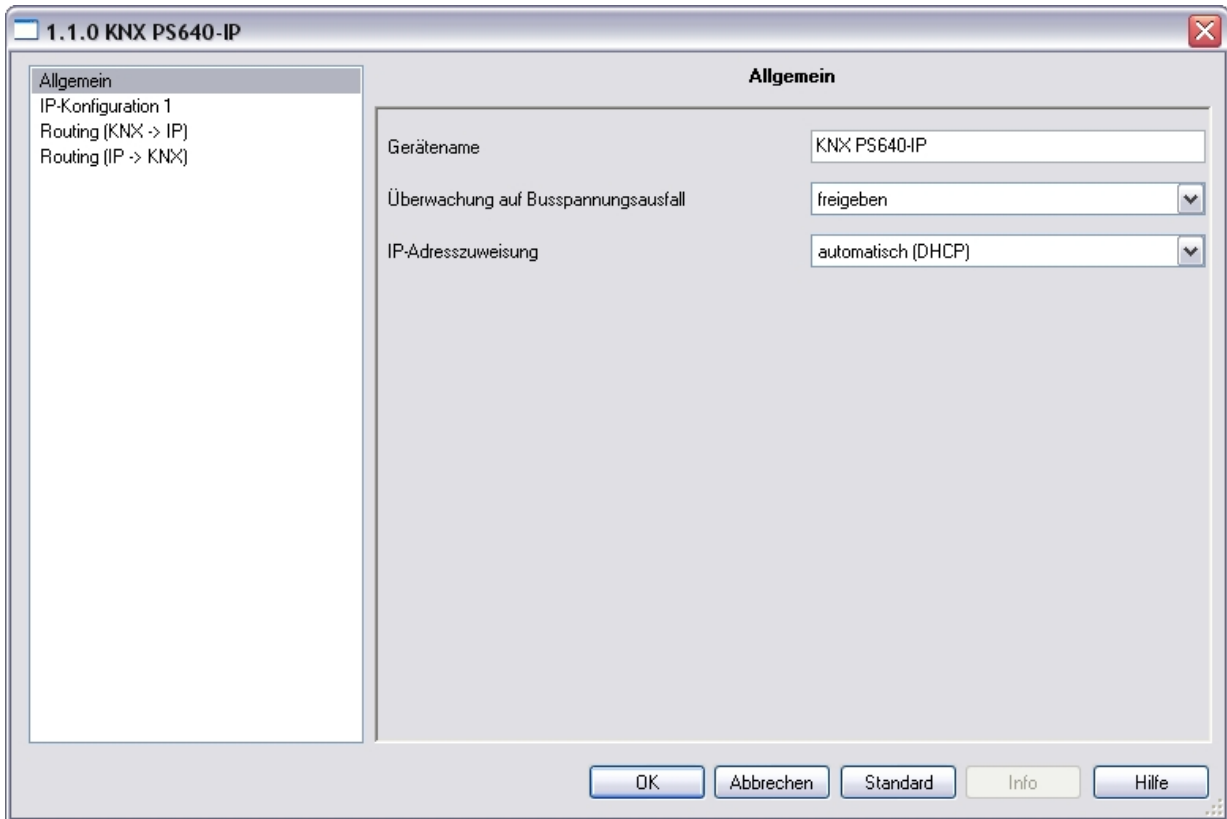 1.1.0 KNX PS640-IP
Allgemein
IP-Konfiguration 1
Routing (KNX -> IP)
Routing (IP -> KNX)
Allgemein
Gerätename
KNX PS640-IP
Überwachung auf Busspannungsausfall
freigeben
IP-Adresszuweisung
automatisch (DHCP)
OK
Abbrechen
Standard
Info
Hilfe